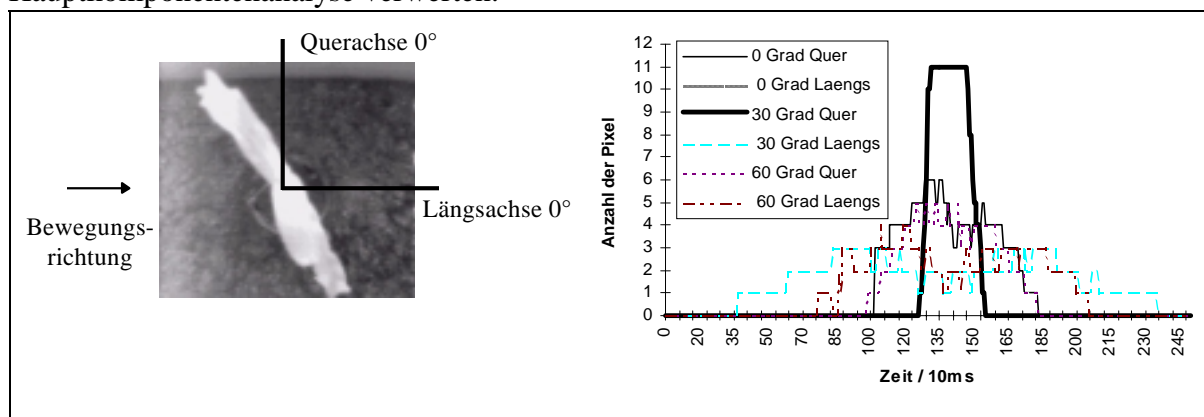 Hauptkomponentenanalyse verwerten.
Querachse 0°
Längsachse 0°
Bewegungs-
richtung
0 Grad Quer
0 Grad Laengs
30 Grad Quer
30 Grad Laengs
60 Grad Quer
60 Grad Laengs
Anzahl der Pixel
12
11
10
9
8
7
6
5
4
3
2
1
0
0
20
35
50
70
85
100
120
135
150
170
185
200
215
230
245
Zeit / 10ms